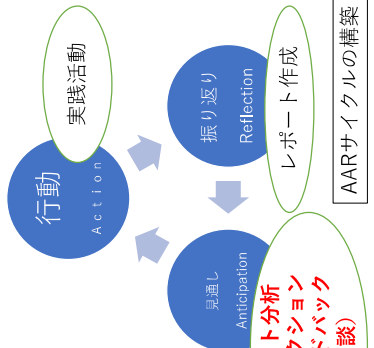 実践活動
行動
Action
振り返り
Reflection
レポート作成
見通し
Anticipation
ト分析
クション
ドバック
談）
AARサイクルの構築